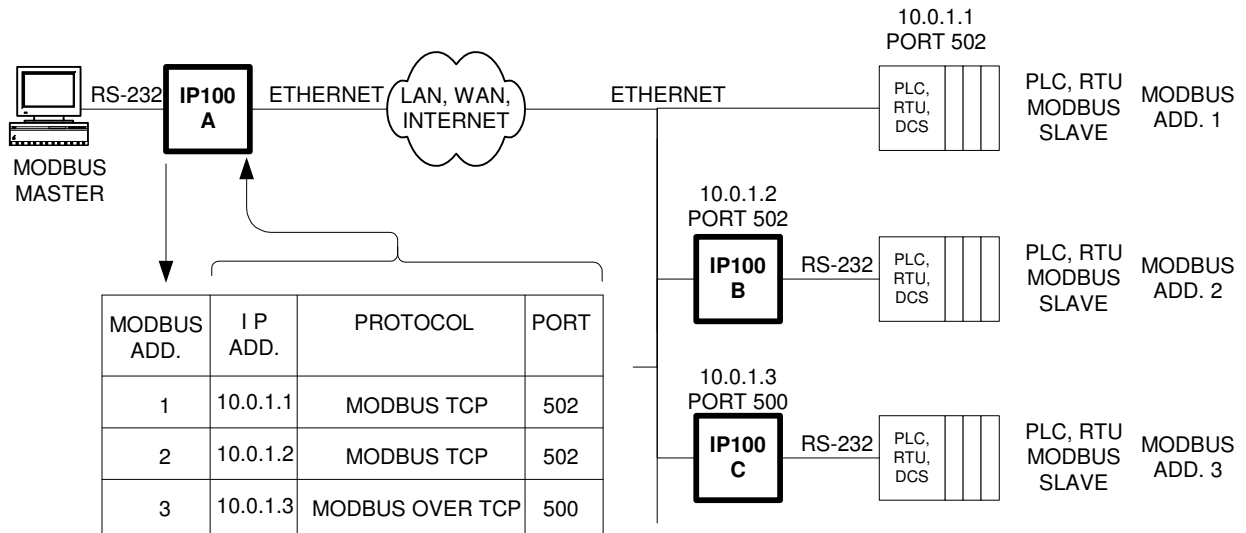 10.0.1.1
PORT 502
RS-232
IP100
A
ETHERNET
LAN, WAN,
INTERNET
ETHERNET
PLC,
RTU,
DCS
PLC, RTU
MODBUS
SLAVE
MODBUS
ADD. 1
MODBUS
MASTER
10.0.1.2
PORT 502
IP100
B
RS-232
PLC,
RTU,
DCS
PLC, RTU
MODBUS
SLAVE
MODBUS
ADD. 2
10.0.1.3
PORT 500
IP100
C
RS-232
PLC,
RTU,
DCS
PLC, RTU
MODBUS
SLAVE
MODBUS
ADD. 3
MODBUS
ADD.
I P
ADD.
PROTOCOL
PORT
1 10.0.1.1 MODBUS TCP 502
2 10.0.1.2 MODBUS TCP 502
3 10.0.1.3 MODBUS OVER TCP 500